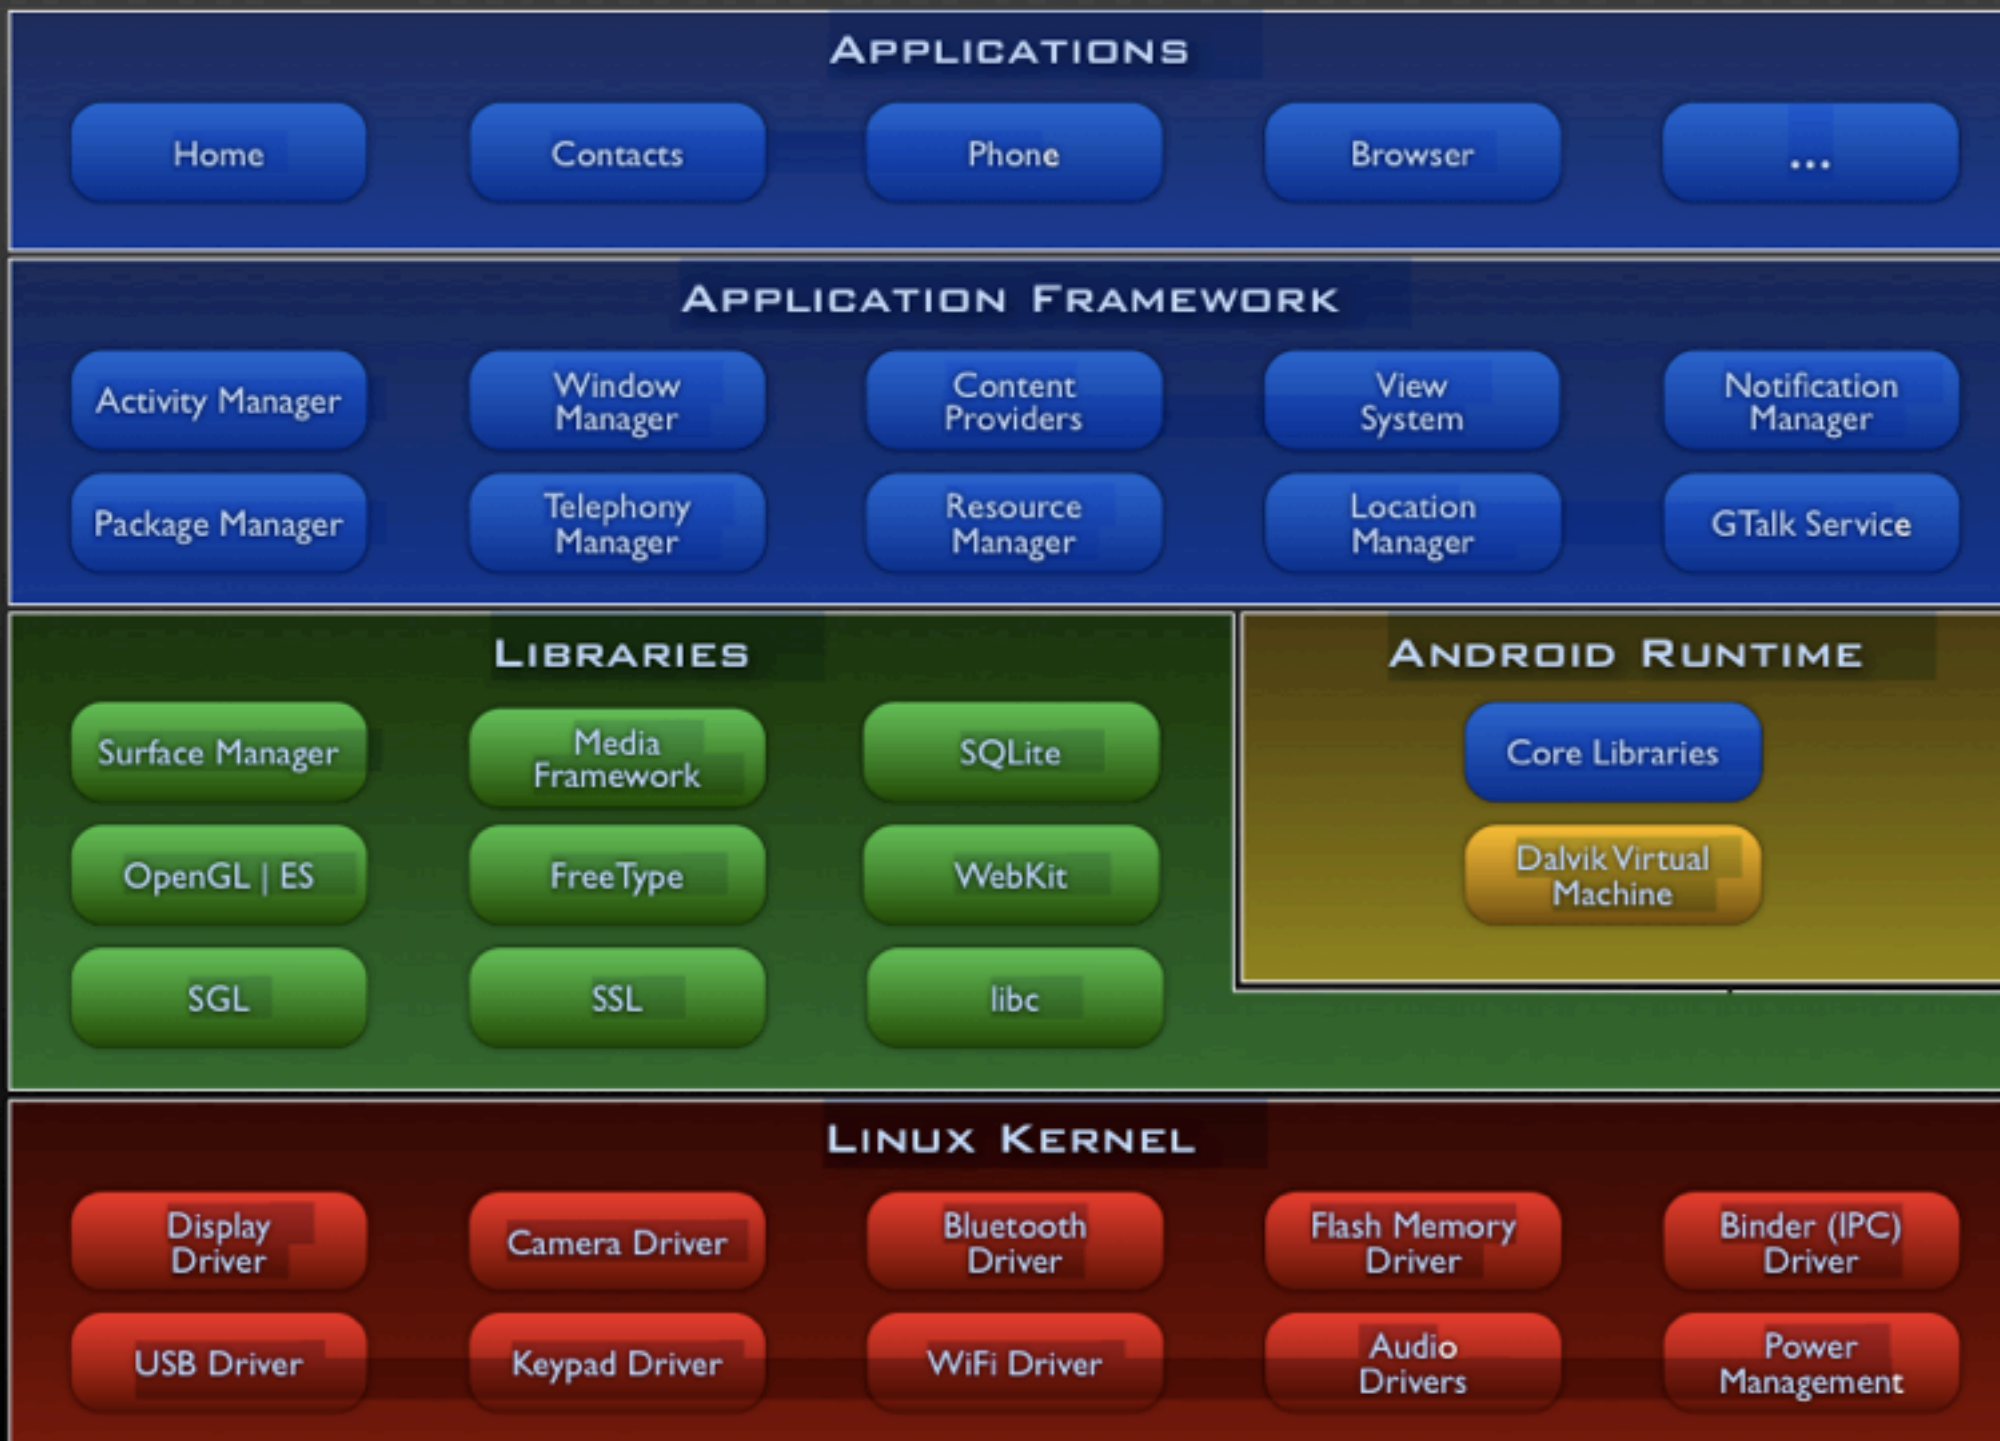 APPLICATIONS
Home
Contacts
Phone
Browser
...
APPLICATION FRAMEWORK
Activity Manager
Window
Manager
Content
Providers
View
System
Notification
Manager
Package Manager
Telephony
Manager
Resource
Manager
Location
Manager
GTalk Service
LIBRARIES
Surface Manager
Media
Framework
SQLite
OpenGL | ES
FreeType
WebKit
SGL
SSL
libc
ANDROID RUNTIME
Core Libraries
Dalvik Virtual
Machine
LINUX KERNEL
Display
Driver
Camera Driver
Bluetooth
Driver
Flash Memory
Driver
Binder (IPC)
Driver
USB Driver
Keypad Driver
WiFi Driver
Audio
Drivers
Power
Management